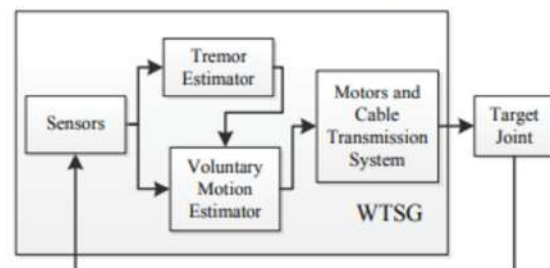 Tremor
Estimator
Sensors
Voluntary
Motion
Estimator
Motors and
Cable
Transmission
System
Target
Joint
WTSG